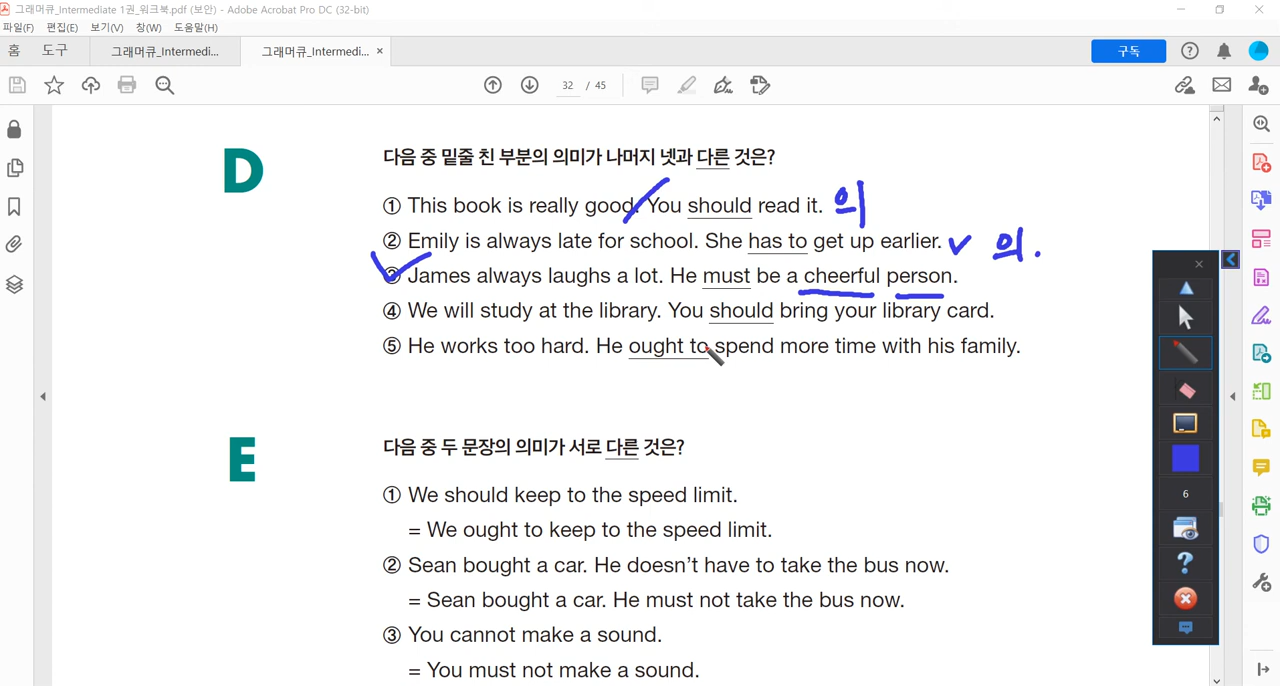 그래머큐_Intermediate 1권_워크북.pdf (보안) - Adobe Acrobat Pro DC (32-bit)
파일(F) 편집(E) 보기(V) 창(W) 도움말(H)
홈 도구 그래머큐_Intermedi... 그래머큐_Intermedi... × 구독
32 / 45
D
다음 중 밑줄 친 부분의 의미가 나머지 넷과 다른 것은?
① This book is really good. You should read it. 의
② Emily is always late for school. She has to get up earlier. 의.
③ James always laughs a lot. He must be a cheerful person.
④ We will study at the library. You should bring your library card.
⑤ He works too hard. He ought to spend more time with his family.
E
다음 중 두 문장의 의미가 서로 다른 것은?
① We should keep to the speed limit.
= We ought to keep to the speed limit.
② Sean bought a car. He doesn't have to take the bus now.
= Sean bought a car. He must not take the bus now.
③ You cannot make a sound.
= You must not make a sound.
6